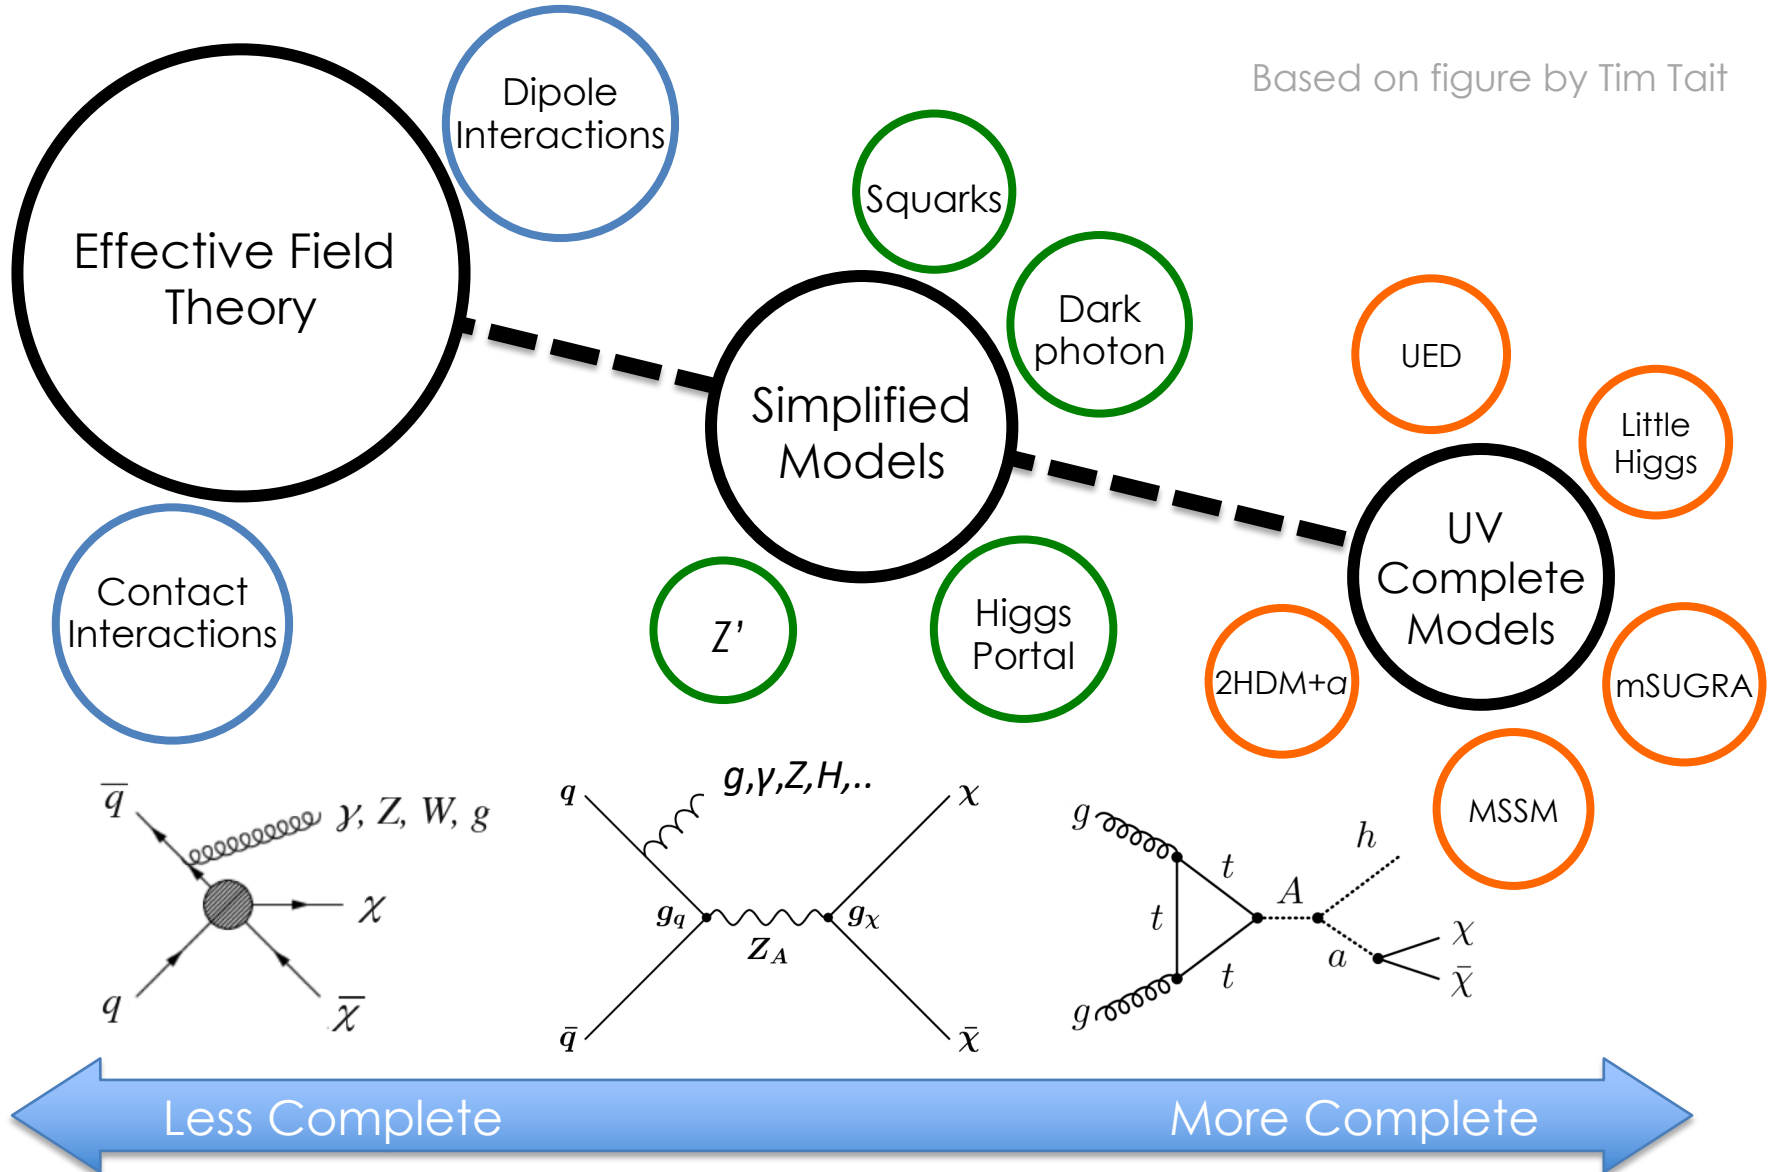 Based on figure by Tim Tait
Dipole
Interactions
Effective Field
Theory
Contact
Interactions
Squarks
Dark
photon
Simplified
Models
Z'
Higgs
Portal
UED
Little
Higgs
UV
Complete
Models
2HDM+a
mSUGRA
MSSM
q̅
γ, Z, W, g
χ
q
χ̅
q
g,γ,Z,H,..
χ
g_q
Z_A
g_χ
q̄
χ̄
g
t
t
t
A
h
a
χ
χ̄
g
Less Complete
More Complete